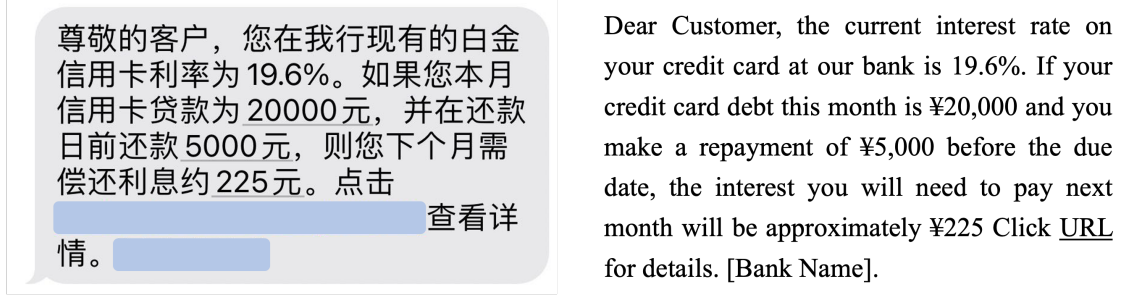 尊敬的客户，您在我行现有的白金
信用卡利率为 19.6%。如果您本月
信用卡贷款为 20000元，并在还款
日前还款 5000元，则您下个月需
偿还利息约 225元。点击
查看详
情。
Dear Customer, the current interest rate on
your credit card at our bank is 19.6%. If your
credit card debt this month is ¥20,000 and you
make a repayment of ¥5,000 before the due
date, the interest you will need to pay next
month will be approximately ¥225 Click URL
for details. [Bank Name].